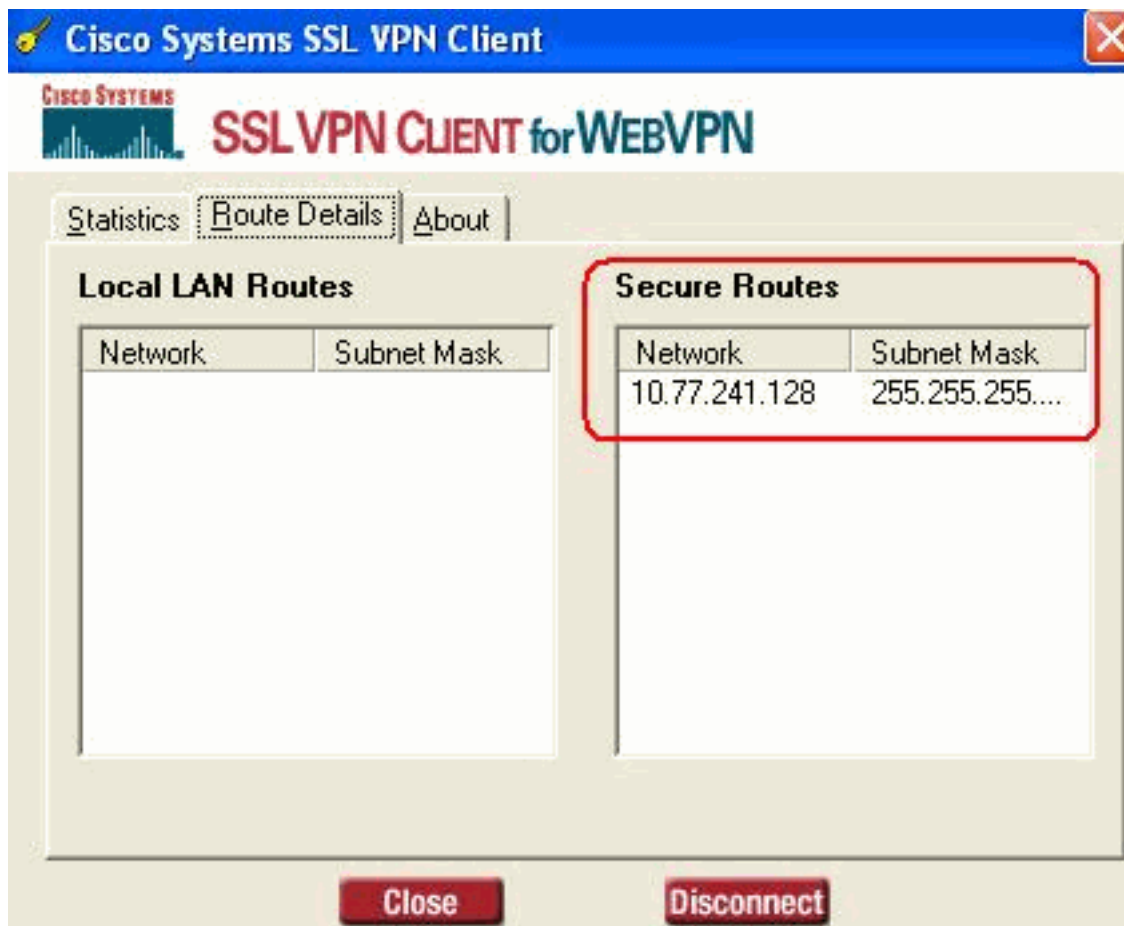 Cisco Systems SSL VPN Client
CISCO SYSTEMS
SSL VPN CLIENT for WEBVPN
Statistics Route Details About
Local LAN Routes Secure Routes
Network Subnet Mask Network Subnet Mask
10.77.241.128 255.255.255....
Close Disconnect